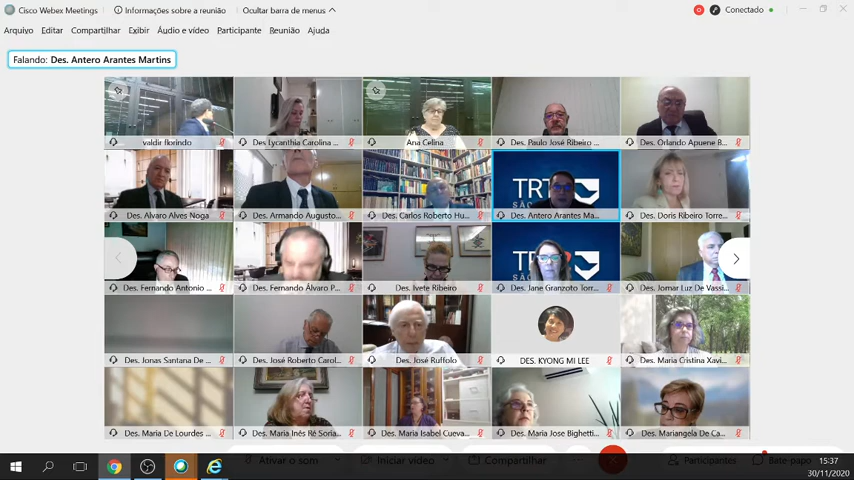 Cisco Webex Meetings
Informações sobre a reunião
Ocultar barra de menus
Conectado
Arquivo Editar Compartilhar Exibir Áudio e vídeo Participante Reunião Ajuda
Falando: Des. Antero Arantes Martins
valdir florindo
Des Lycanthia Carolina ...
Ana Celina
Des. Paulo José Ribeiro ...
Des. Orlando Apuene B...
Des. Alvaro Alves Noga
Des. Armando Augusto...
Des. Carlos Roberto Hu...
TRT
SÃO
Des. Antero Arantes Ma...
Des. Doris Ribeiro Torre...
Des. Fernando Antonio ...
Des. Fernando Álvaro P...
Des. Ivete Ribeiro
TRT
SÃO
Des. Jane Granzoto Torr...
Des. Jomar Luz De Vassi...
Des. Jonas Santana De ...
Des. José Roberto Carol...
Des. José Ruffolo
DES. KYONG MI LEE
Des. Maria Cristina Xavi...
Des. Maria De Lourdes ...
Des. Maria Inês Ré Soria...
Des. Maria Isabel Cueva...
Des. Maria Jose Bighetti...
Des. Mariangela De Ca...
Ativar o som
Iniciar vídeo
Compartilhar
Participantes
Bate-papo
15:37
30/11/2020